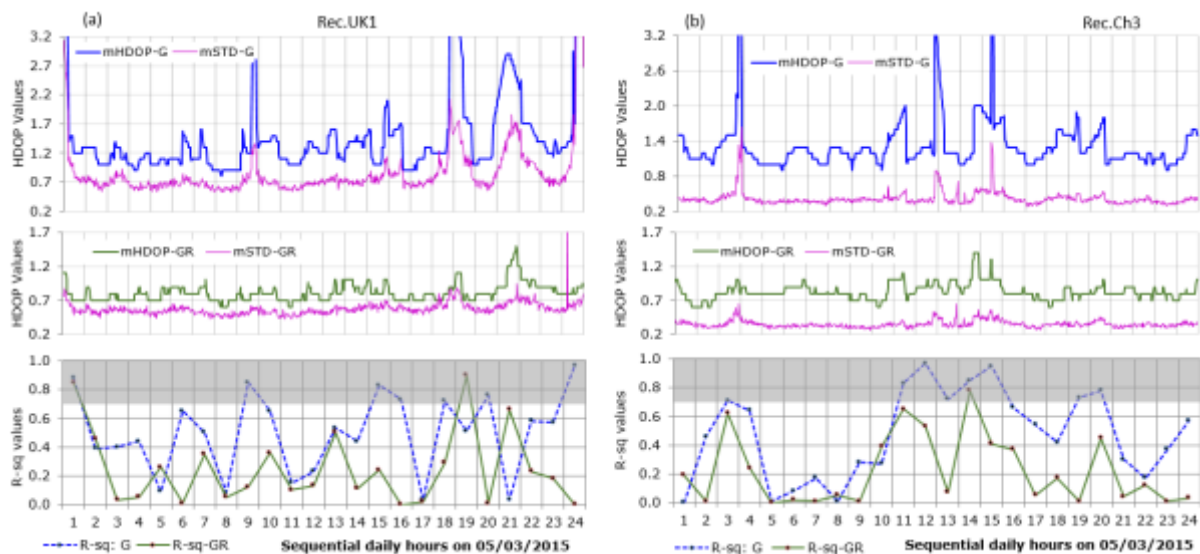 (a) Rec.UK1
mHDOP-G mSTD-G
HDOP Values
3.2
2.7
2.2
1.7
1.2
0.7
0.2
mHDOP-GR mSTD-GR
HDOP Values
1.7
1.2
0.7
0.2
R-sq values
1.0
0.8
0.6
0.4
0.2
0.0
1 2 3 4 5 6 7 8 9 10 11 12 13 14 15 16 17 18 19 20 21 22 23 24
R-sq: G R-sq-GR Sequential daily hours on 05/03/2015
(b) Rec.Ch3
mHDOP-G mSTD-G
HDOP Values
3.2
2.6
2.0
1.4
0.8
0.2
mHDOP-GR mSTD-GR
HDOP Values
1.7
1.2
0.7
0.2
R-sq values
1.0
0.8
0.6
0.4
0.2
0.0
1 2 3 4 5 6 7 8 9 10 11 12 13 14 15 16 17 18 19 20 21 22 23 24
R-sq: G R-sq-GR Sequential daily hours on 05/03/2015